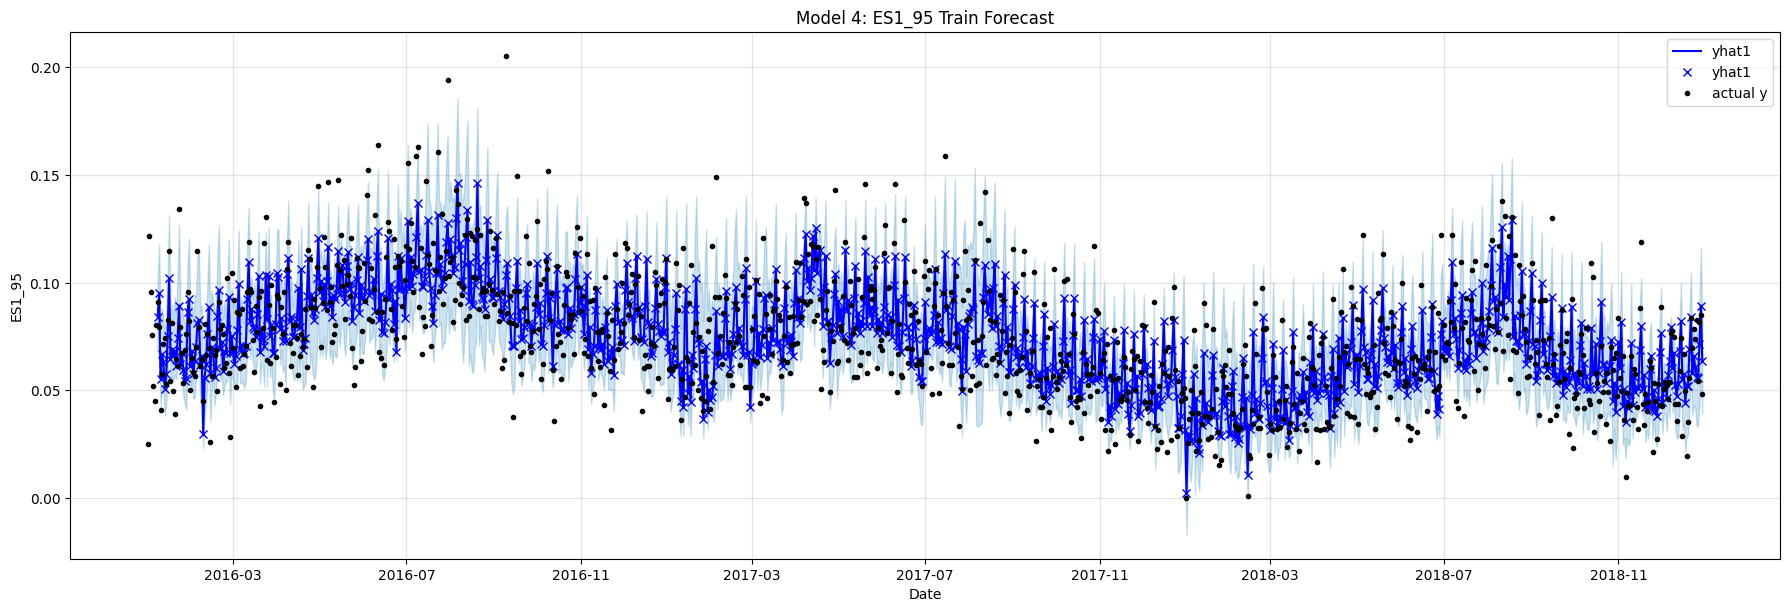 Model 4: ES1_95 Train Forecast
yhat1
yhat1
actual y
0.20
0.15
0.10
0.05
0.00
ES1_95
2016-03
2016-07
2016-11
2017-03
2017-07
2017-11
2018-03
2018-07
2018-11
Date